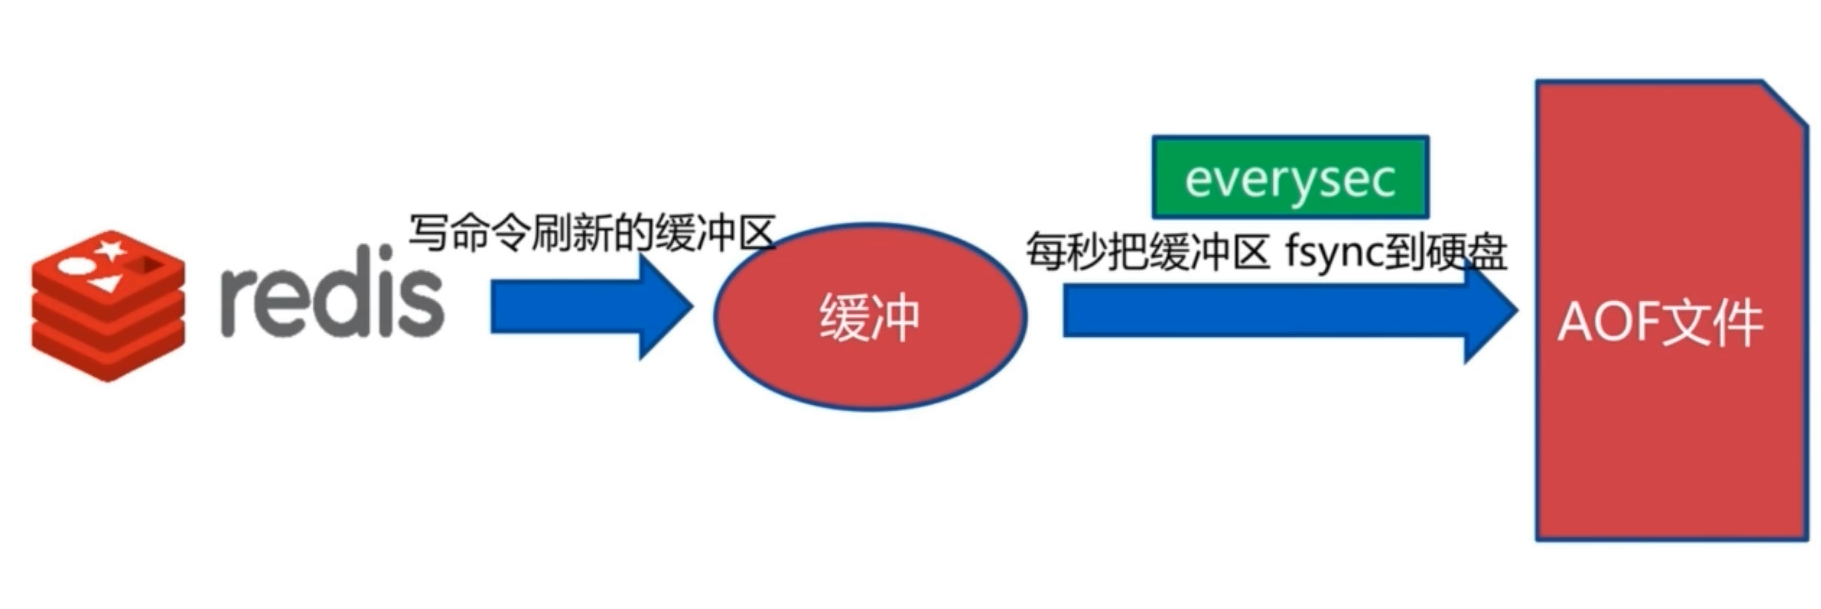 redis
写命令刷新的缓冲区
缓冲
everysec
每秒把缓冲区 fsync到硬盘
AOF文件